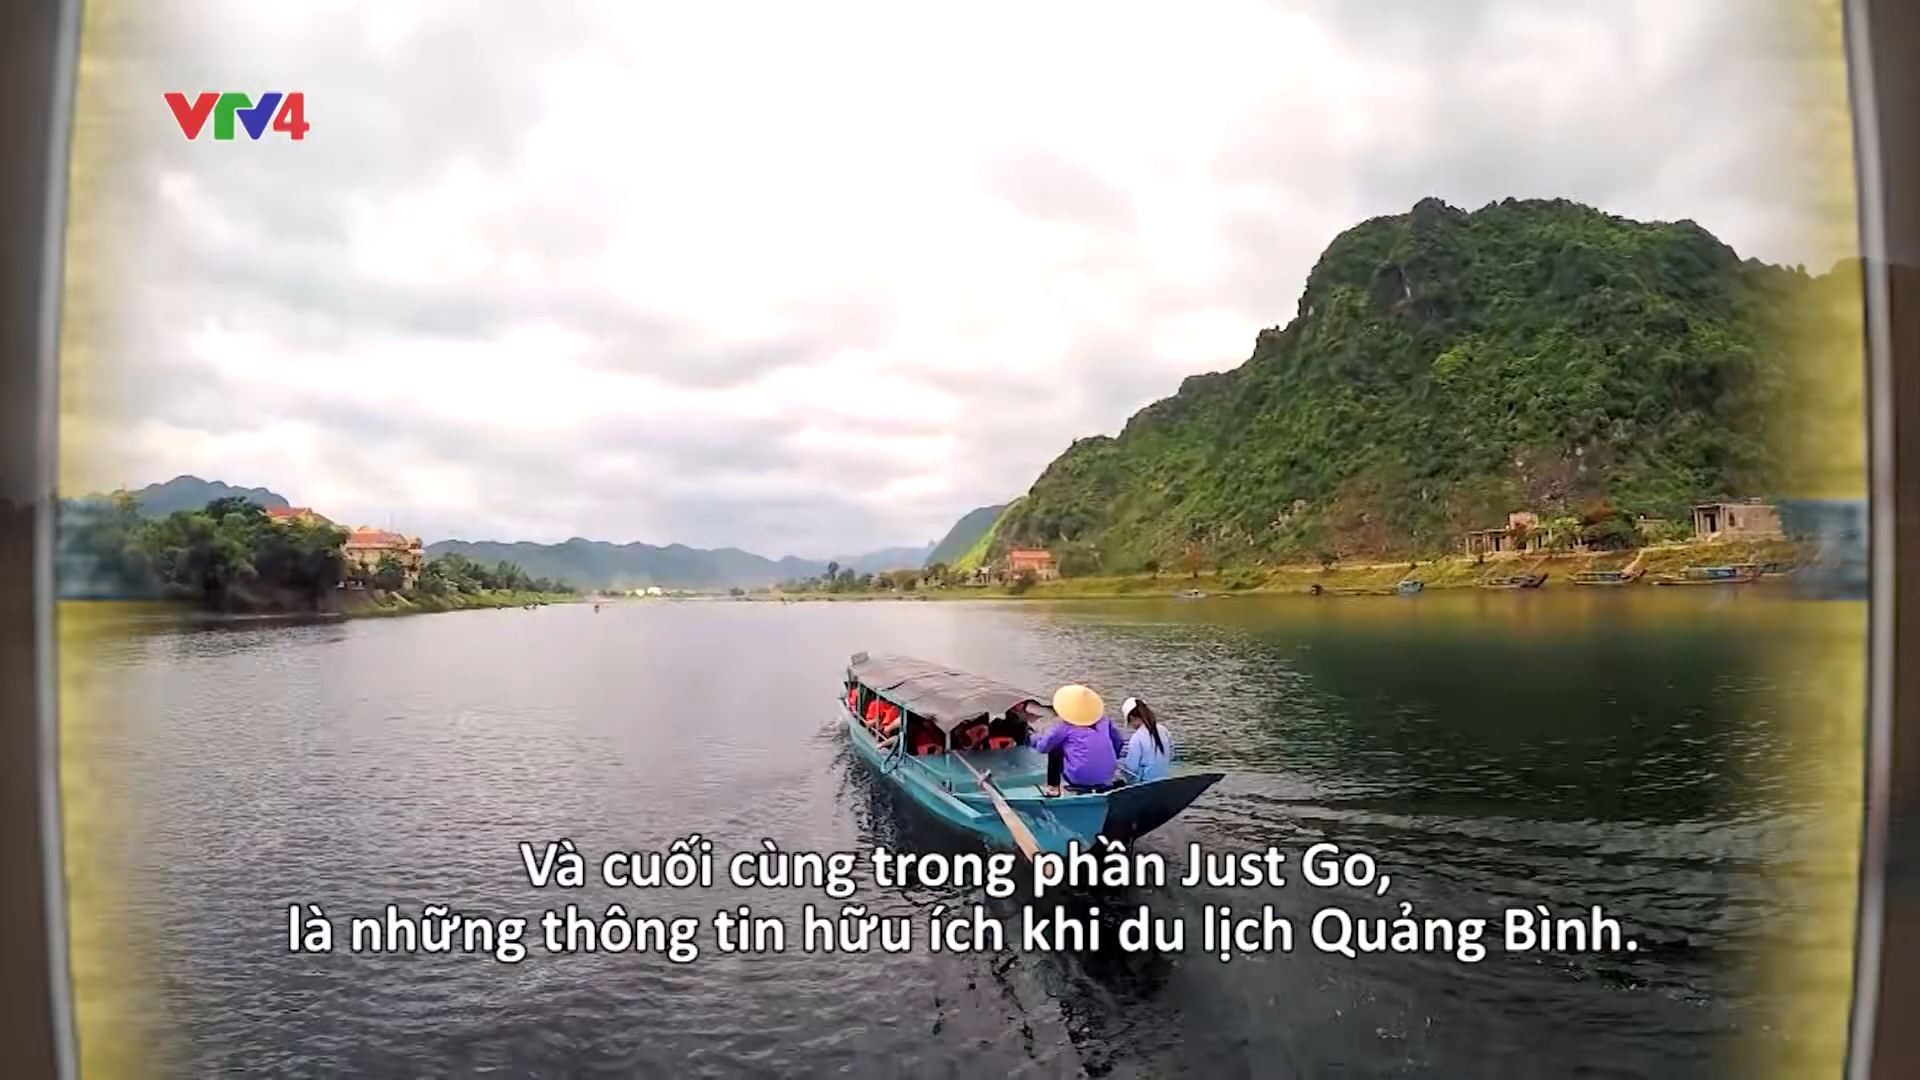 VTV4
Và cuối cùng trong phần Just Go,
là những thông tin hữu ích khi du lịch Quảng Bình.